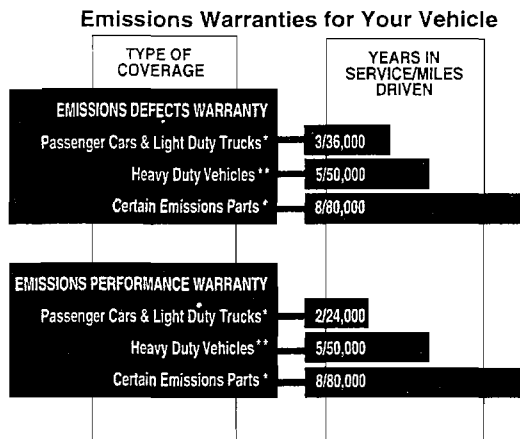 Emissions Warranties for Your Vehicle
TYPE OF
COVERAGE
YEARS IN
SERVICE/MILES
DRIVEN
EMISSIONS DEFECTS WARRANTY
Passenger Cars & Light Duty Trucks* 3/36,000
Heavy Duty Vehicles** 5/50,000
Certain Emissions Parts* 8/80,000
EMISSIONS PERFORMANCE WARRANTY
Passenger Cars & Light Duty Trucks* 2/24,000
Heavy Duty Vehicles** 5/50,000
Certain Emissions Parts* 8/80,000